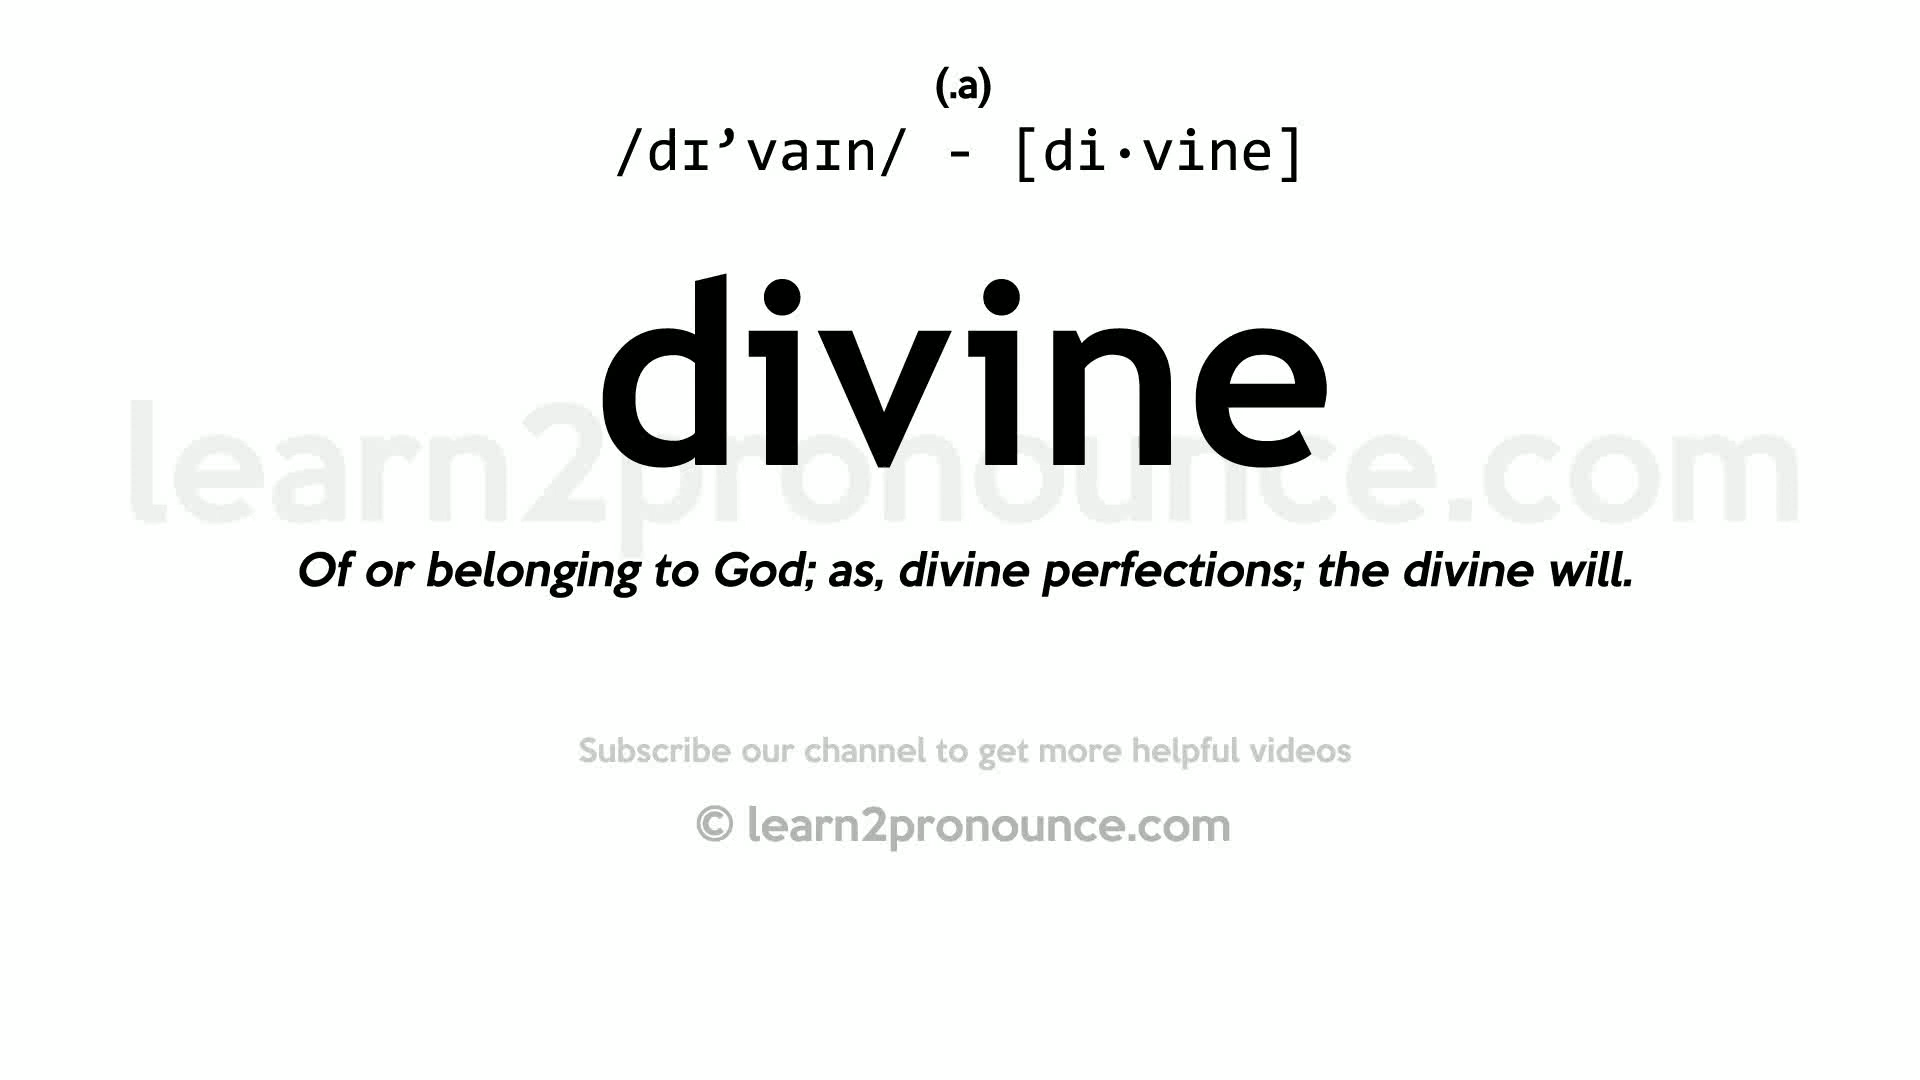 (.a)
/dɪ’vaɪn/ - [di·vine]
divine
learn2pronounce.com
Of or belonging to God; as, divine perfections; the divine will.
Subscribe our channel to get more helpful videos
© learn2pronounce.com